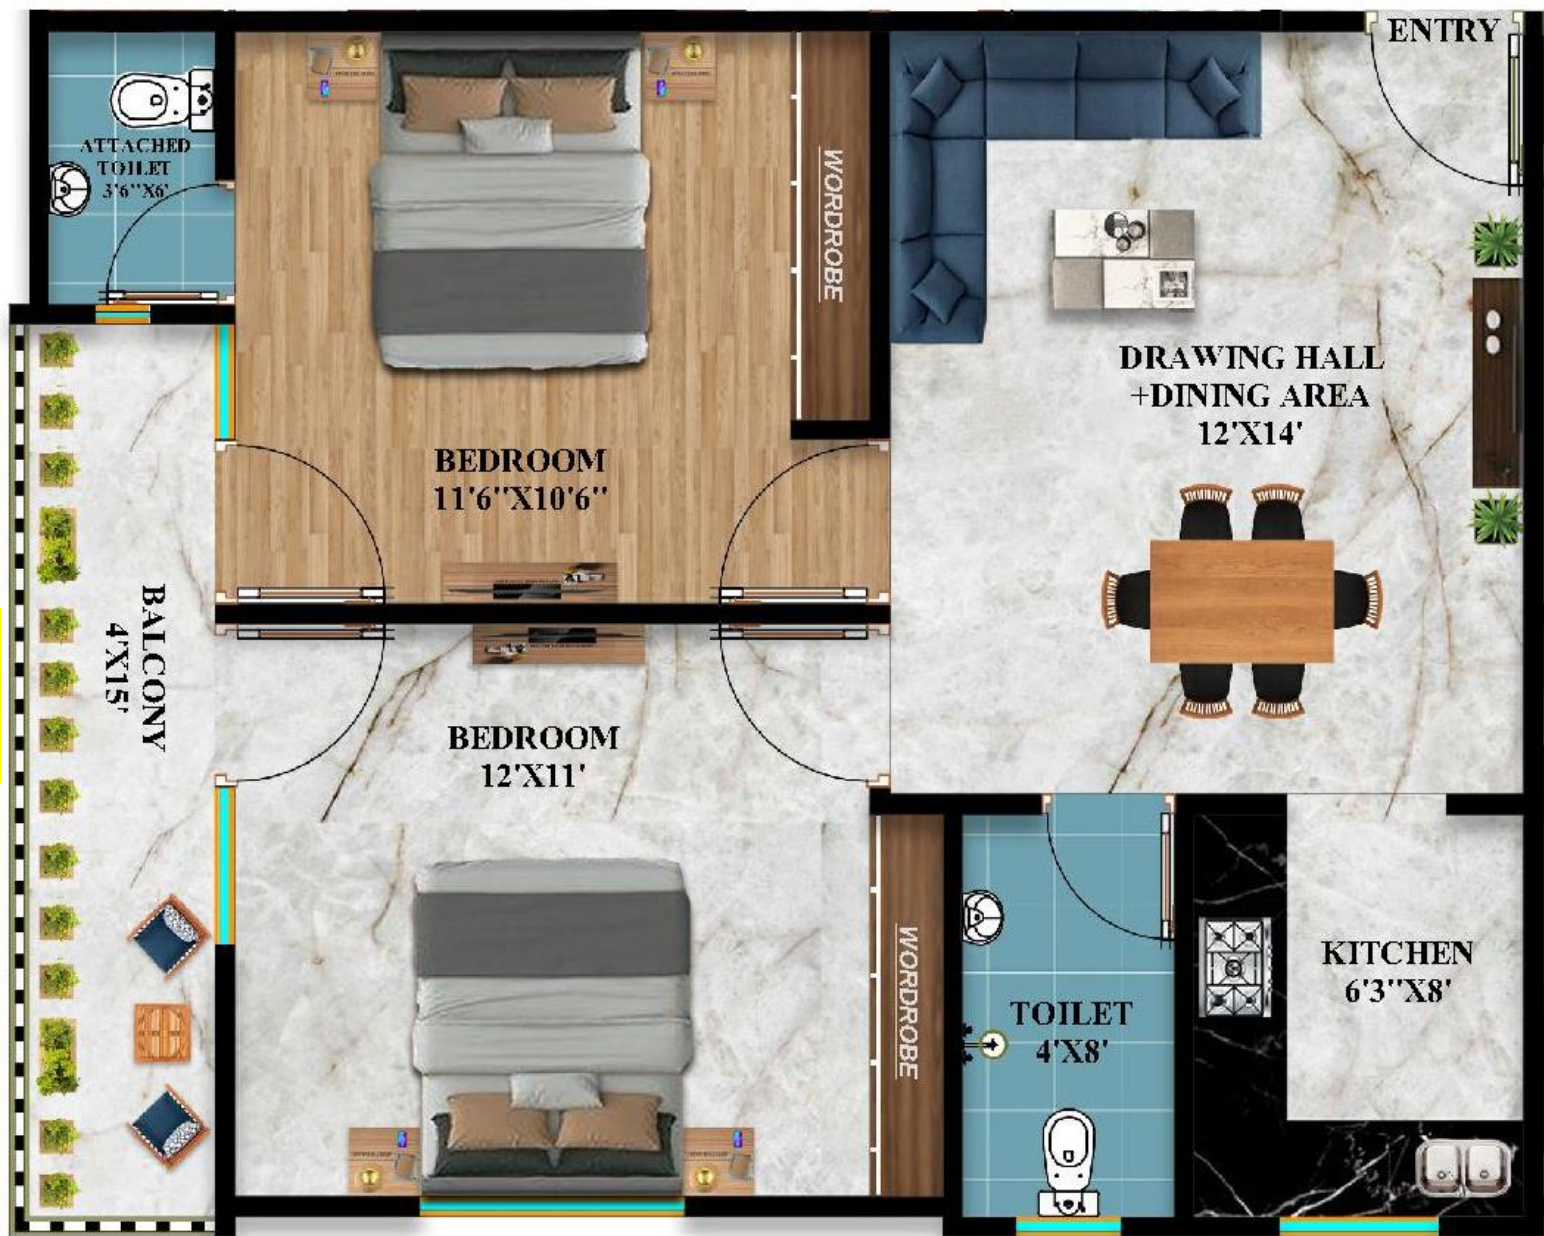 ENTRY
ATTACHED
TOILET
3'6"X6'
WORDROBE
DRAWING HALL
+DINING AREA
12'X14'
BEDROOM
11'6"X10'6"
BALCONY
4'X15'
BEDROOM
12'X11'
WORDROBE
KITCHEN
6'3"X8'
TOILET
4'X8'